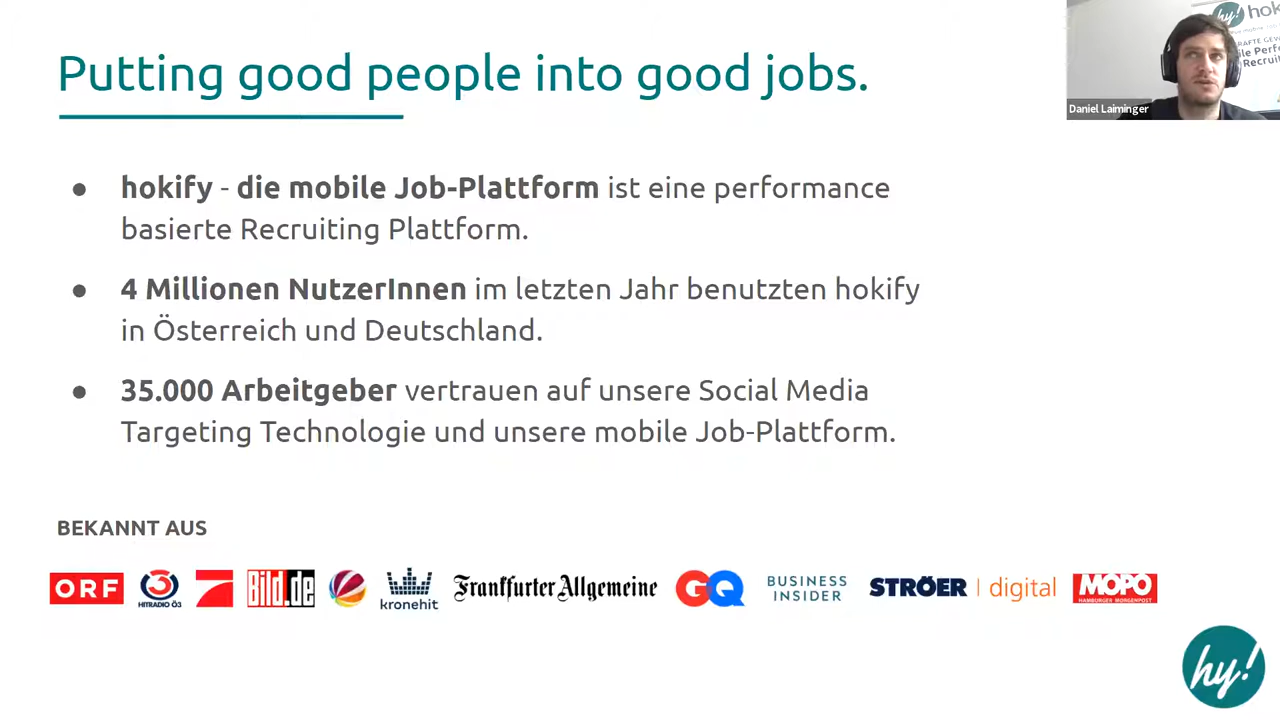 Putting good people into good jobs.
hy! hok
Daniel Laiminger
● hokify - die mobile Job-Plattform ist eine performance
basierte Recruiting Plattform.
● 4 Millionen NutzerInnen im letzten Jahr benutzten hokify
in Österreich und Deutschland.
● 35.000 Arbeitgeber vertrauen auf unsere Social Media
Targeting Technologie und unsere mobile Job-Plattform.
BEKANNT AUS
ORF
HITRADIO Ö3
Bild.de
kronehit
Frankfurter Allgemeine
GQ
BUSINESS
INSIDER
STRÖER | digital
MOPO
HAMBURGER MORGENPOST
hy!